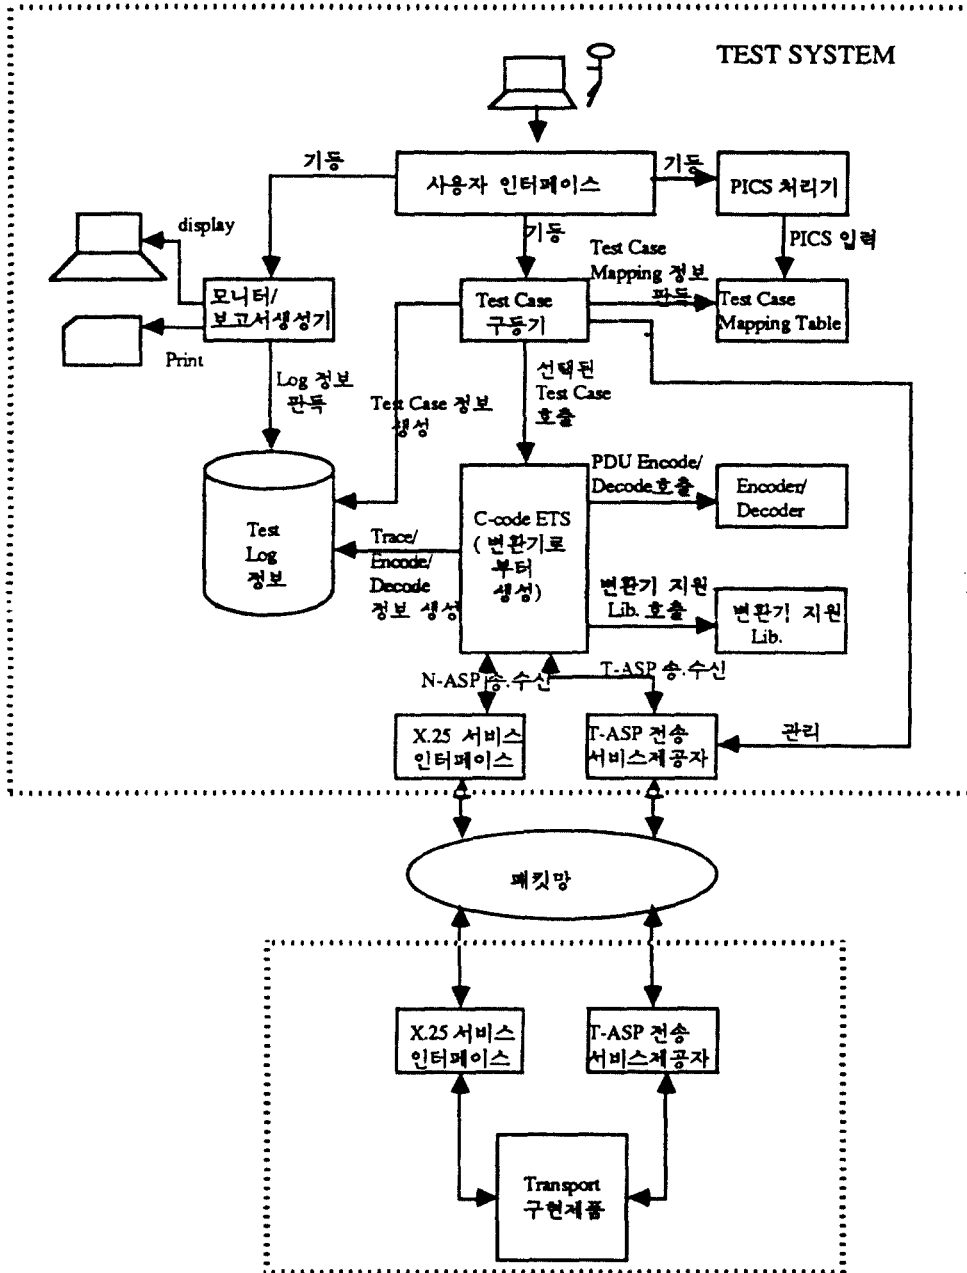 TEST SYSTEM
기동
사용자 인터페이스
기동
PICS 처리기
display
기동
PICS 입력
Test Case
Mapping 정보
판독
모니터/
보고서생성기
Test Case
구동기
Test Case
Mapping Table
Print
Log 정보
판독
Test Case 정보
생성
선택된
Test Case
호출
PDU Encode/
Decode호출
Encoder/
Decoder
Test
Log
정보
Trace/
Encode/
Decode
정보 생성
C-code ETS
( 변환기로
부터
생성)
변환기 지원
Lib. 호출
변환기 지원
Lib.
N-ASP 송.수신
T-ASP 송.수신
X.25 서비스
인터페이스
T-ASP 전송
서비스제공자
관리
패킷망
X.25 서비스
인터페이스
T-ASP 전송
서비스제공자
Transport
구현제품